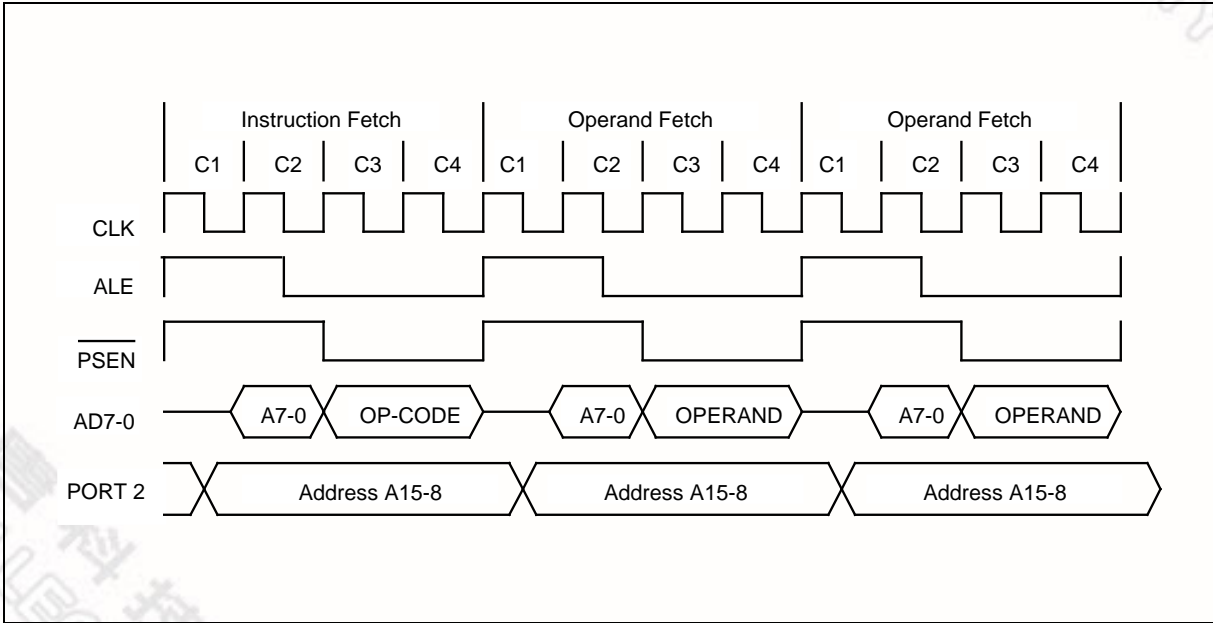 Instruction Fetch Operand Fetch Operand Fetch
C1 C2 C3 C4 C1 C2 C3 C4 C1 C2 C3 C4
CLK
ALE
PSEN
AD7-0 A7-0 OP-CODE A7-0 OPERAND A7-0 OPERAND
PORT 2 Address A15-8 Address A15-8 Address A15-8